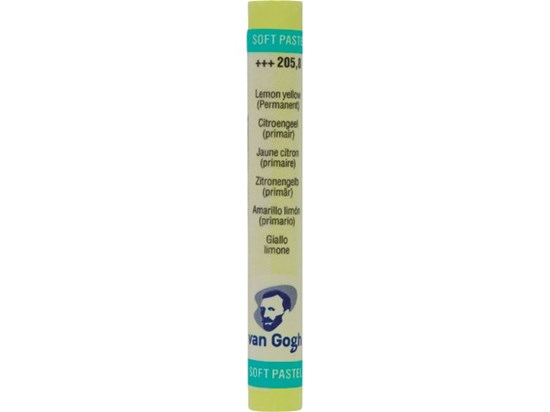 SOFT PASTEL
+++ 205,8
Lemon yellow
(Permanent)
Citroengeel
(primair)
Jaune citron
(primaire)
Zitronengelb
(primär)
Amarillo limón
(primario)
Giallo
limone
van Gogh
SOFT PASTEL